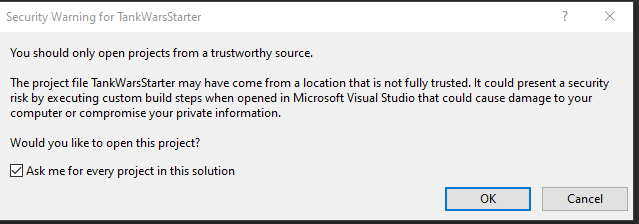 Security Warning for TankWarsStarter
You should only open projects from a trustworthy source.
The project file TankWarsStarter may have come from a location that is not fully trusted. It could present a security
risk by executing custom build steps when opened in Microsoft Visual Studio that could cause damage to your
computer or compromise your private information.
Would you like to open this project?
Ask me for every project in this solution
OK Cancel